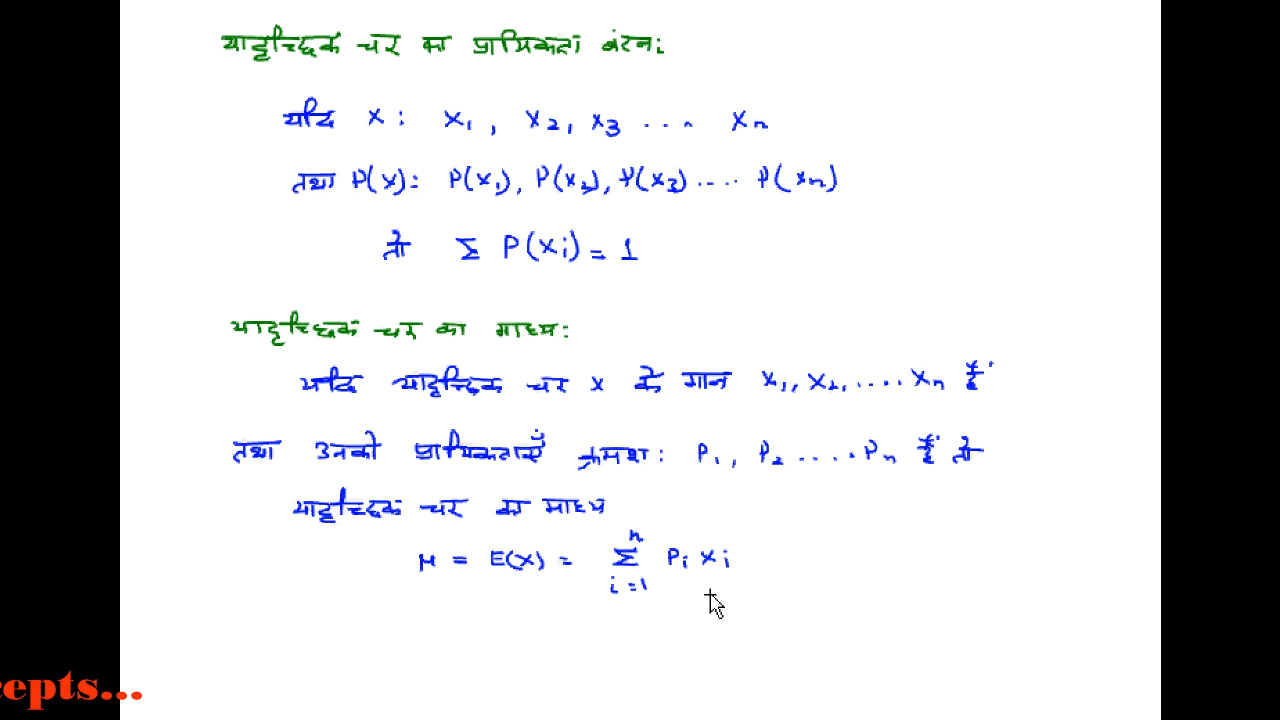 यादृच्छिक चर का प्रायिकता बंटन:
यदि X : X₁, X₂, X₃ ... Xₙ
तथा P(X): P(X₁), P(X₂), P(X₃) .... P(Xₙ)
तो Σ P(Xi) = 1
यादृच्छिक चर का माध्य:
यदि यादृच्छिक चर X के मान X₁, X₂, .... Xₙ हैं
तथा उनकी प्रायिकताएँ क्रमश: P₁, P₂ ..... Pₙ हैं तो
यादृच्छिक चर का माध्य
μ = E(X) = Σ Pi Xi
n
i=1
cepts...